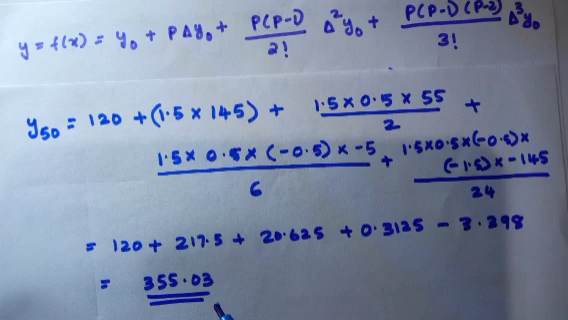 y = f(x) = y₀ + PΔy₀ + P(P-1)/2! Δ²y₀ + P(P-1)(P-2)/3! Δ³y₀
y₅₀ = 120 + (1.5 × 145) + 1.5 × 0.5 × 55/2 +
1.5 × 0.5 × (-0.5) × -5/6 + 1.5×0.5×(-0.5)×(-1.5)×-145/24
= 120 + 217.5 + 20.625 + 0.3125 - 3.398
= 355.03